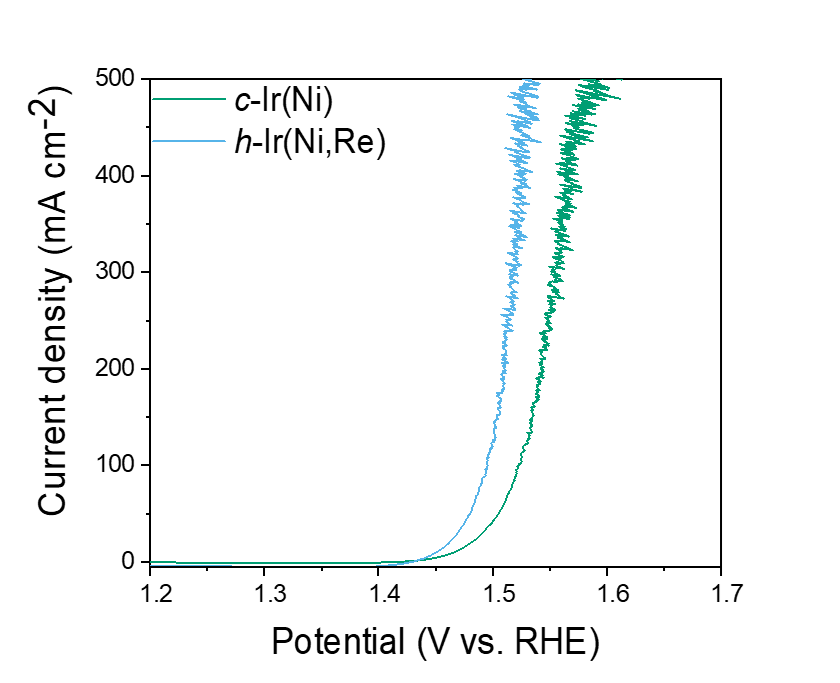 500
400
300
200
100
0
1.2 1.3 1.4 1.5 1.6 1.7
Current density (mA cm-2)
Potential (V vs. RHE)
c-Ir(Ni)
h-Ir(Ni,Re)